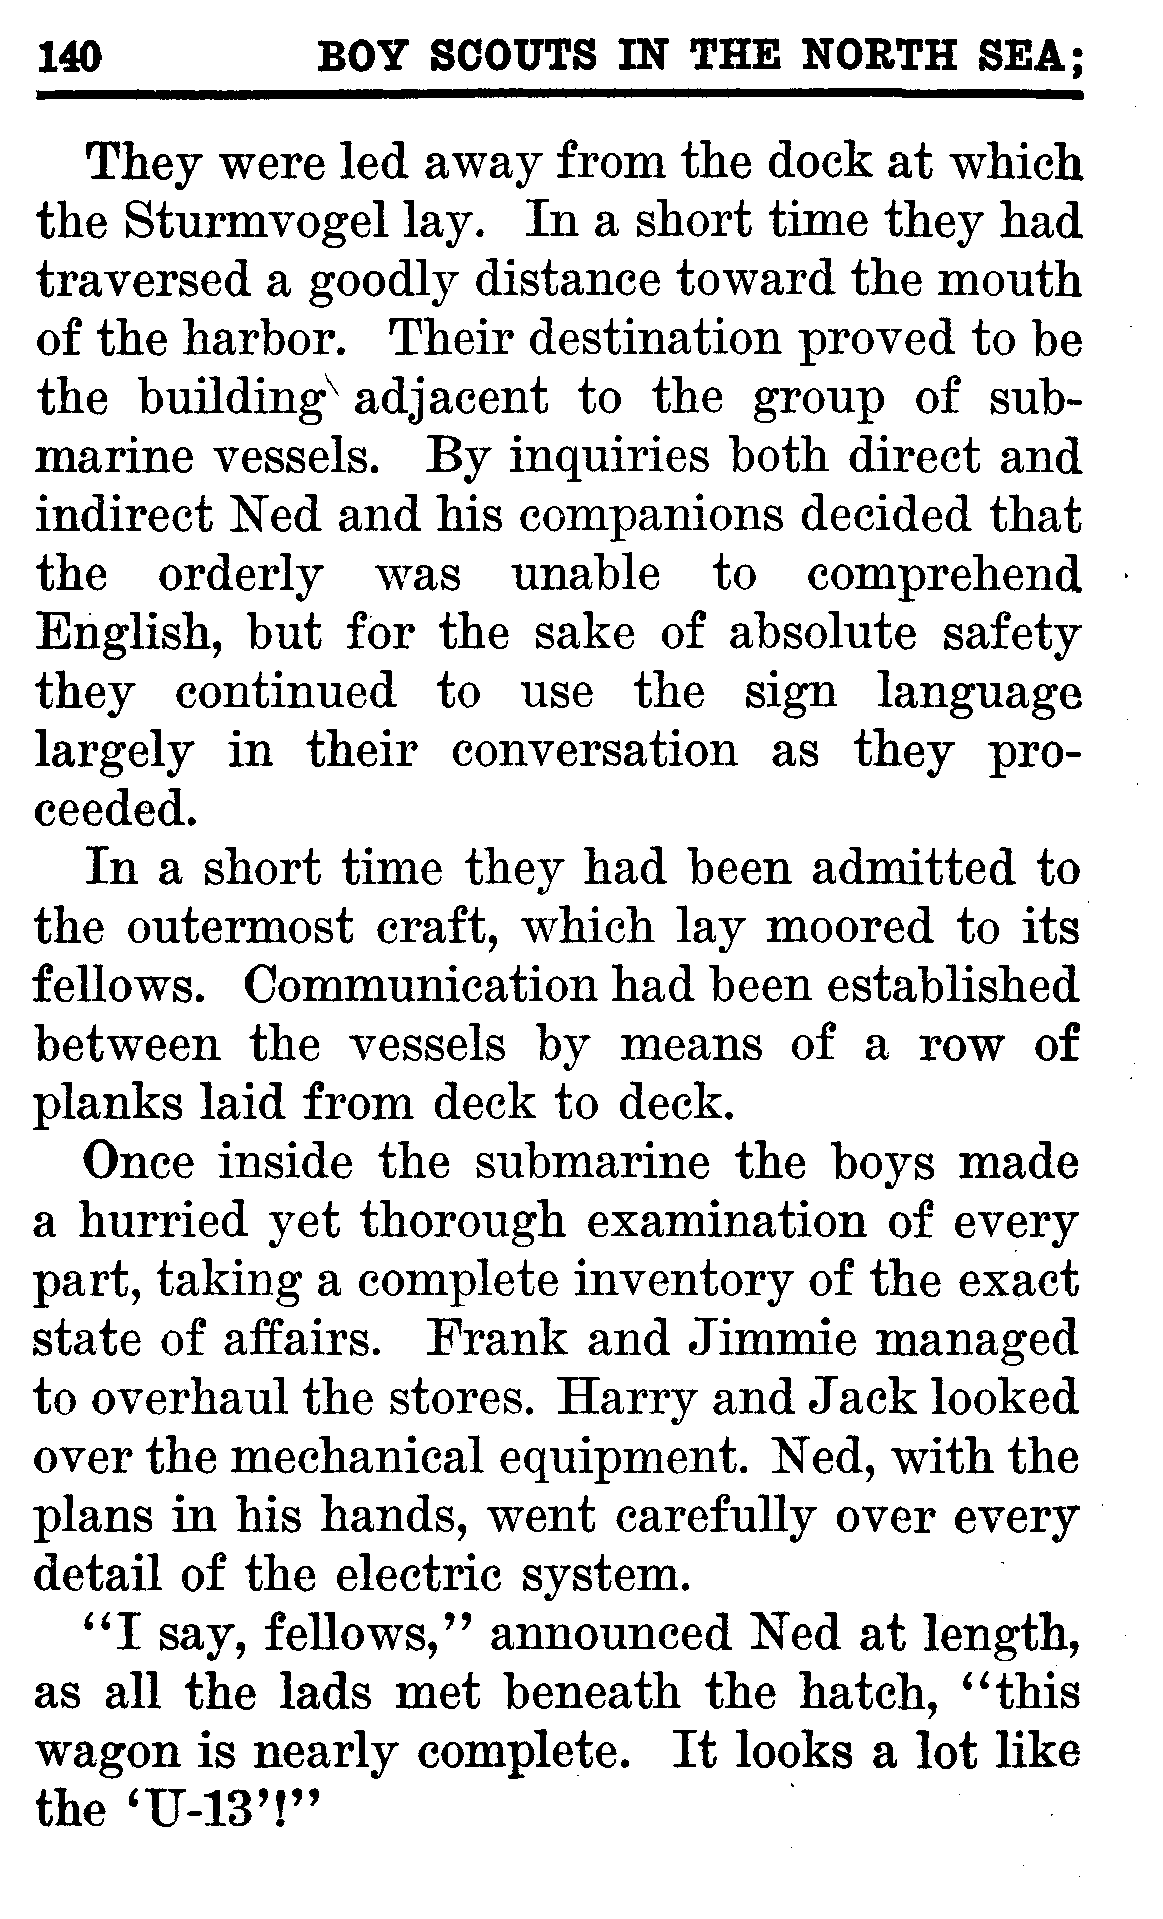 140 BOY SCOUTS IN THE NORTH SEA;
They were led away from the dock at which
the Sturmvogel lay. In a short time they had
traversed a goodly distance toward the mouth
of the harbor. Their destination proved to be
the building adjacent to the group of sub-
marine vessels. By inquiries both direct and
indirect Ned and his companions decided that
the orderly was unable to comprehend
English, but for the sake of absolute safety
they continued to use the sign language
largely in their conversation as they pro-
ceeded.
In a short time they had been admitted to
the outermost craft, which lay moored to its
fellows. Communication had been established
between the vessels by means of a row of
planks laid from deck to deck.
Once inside the submarine the boys made
a hurried yet thorough examination of every
part, taking a complete inventory of the exact
state of affairs. Frank and Jimmie managed
to overhaul the stores. Harry and Jack looked
over the mechanical equipment. Ned, with the
plans in his hands, went carefully over every
detail of the electric system.
“I say, fellows,” announced Ned at length,
as all the lads met beneath the hatch, “this
wagon is nearly complete. It looks a lot like
the ‘U-13’!”